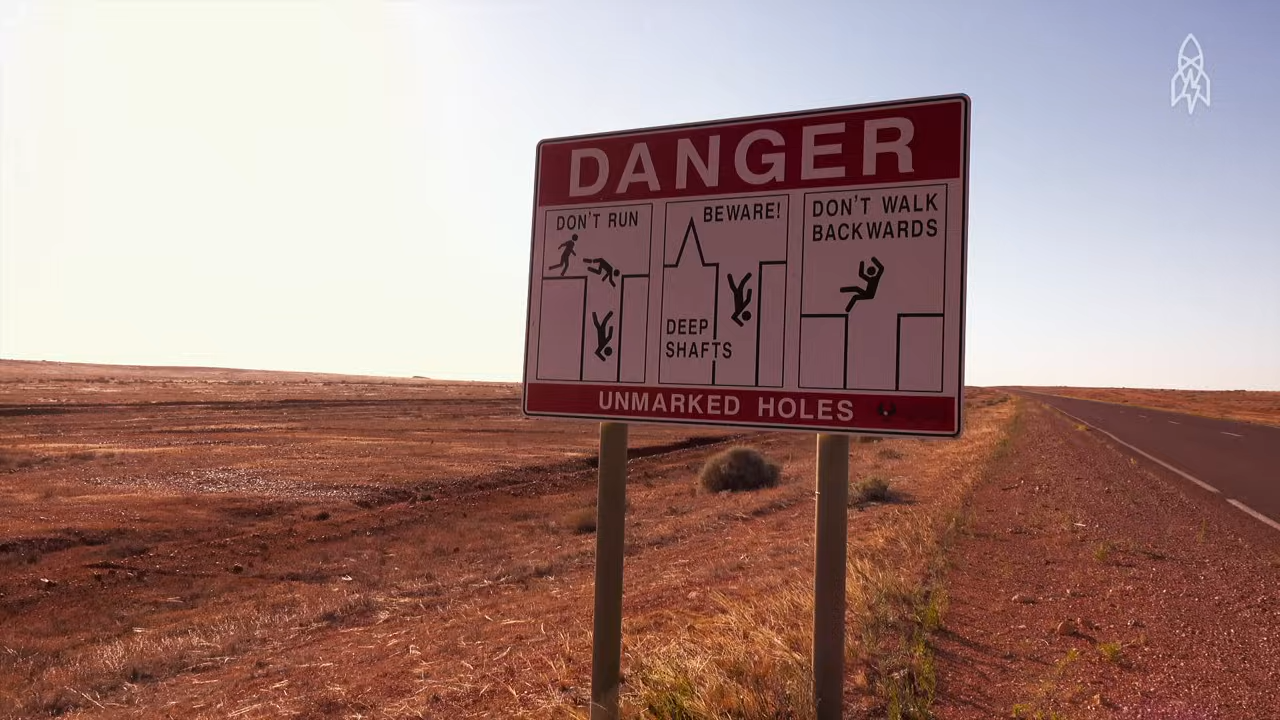 DANGER
DON'T RUN
BEWARE!
DEEP
SHAFTS
DON'T WALK
BACKWARDS
UNMARKED HOLES